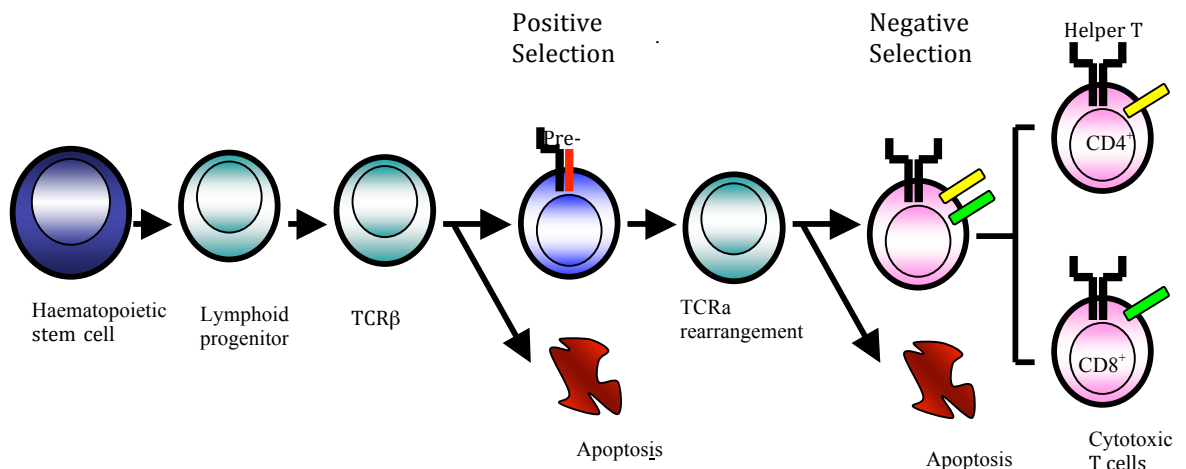 Positive
Selection
.
Negative
Selection
Helper T
Pre-
CD4+
Haematopoietic
stem cell
Lymphoid
progenitor
TCRβ
TCRa
rearrangement
CD8+
Apoptosis
Apoptosis
Cytotoxic
T cells